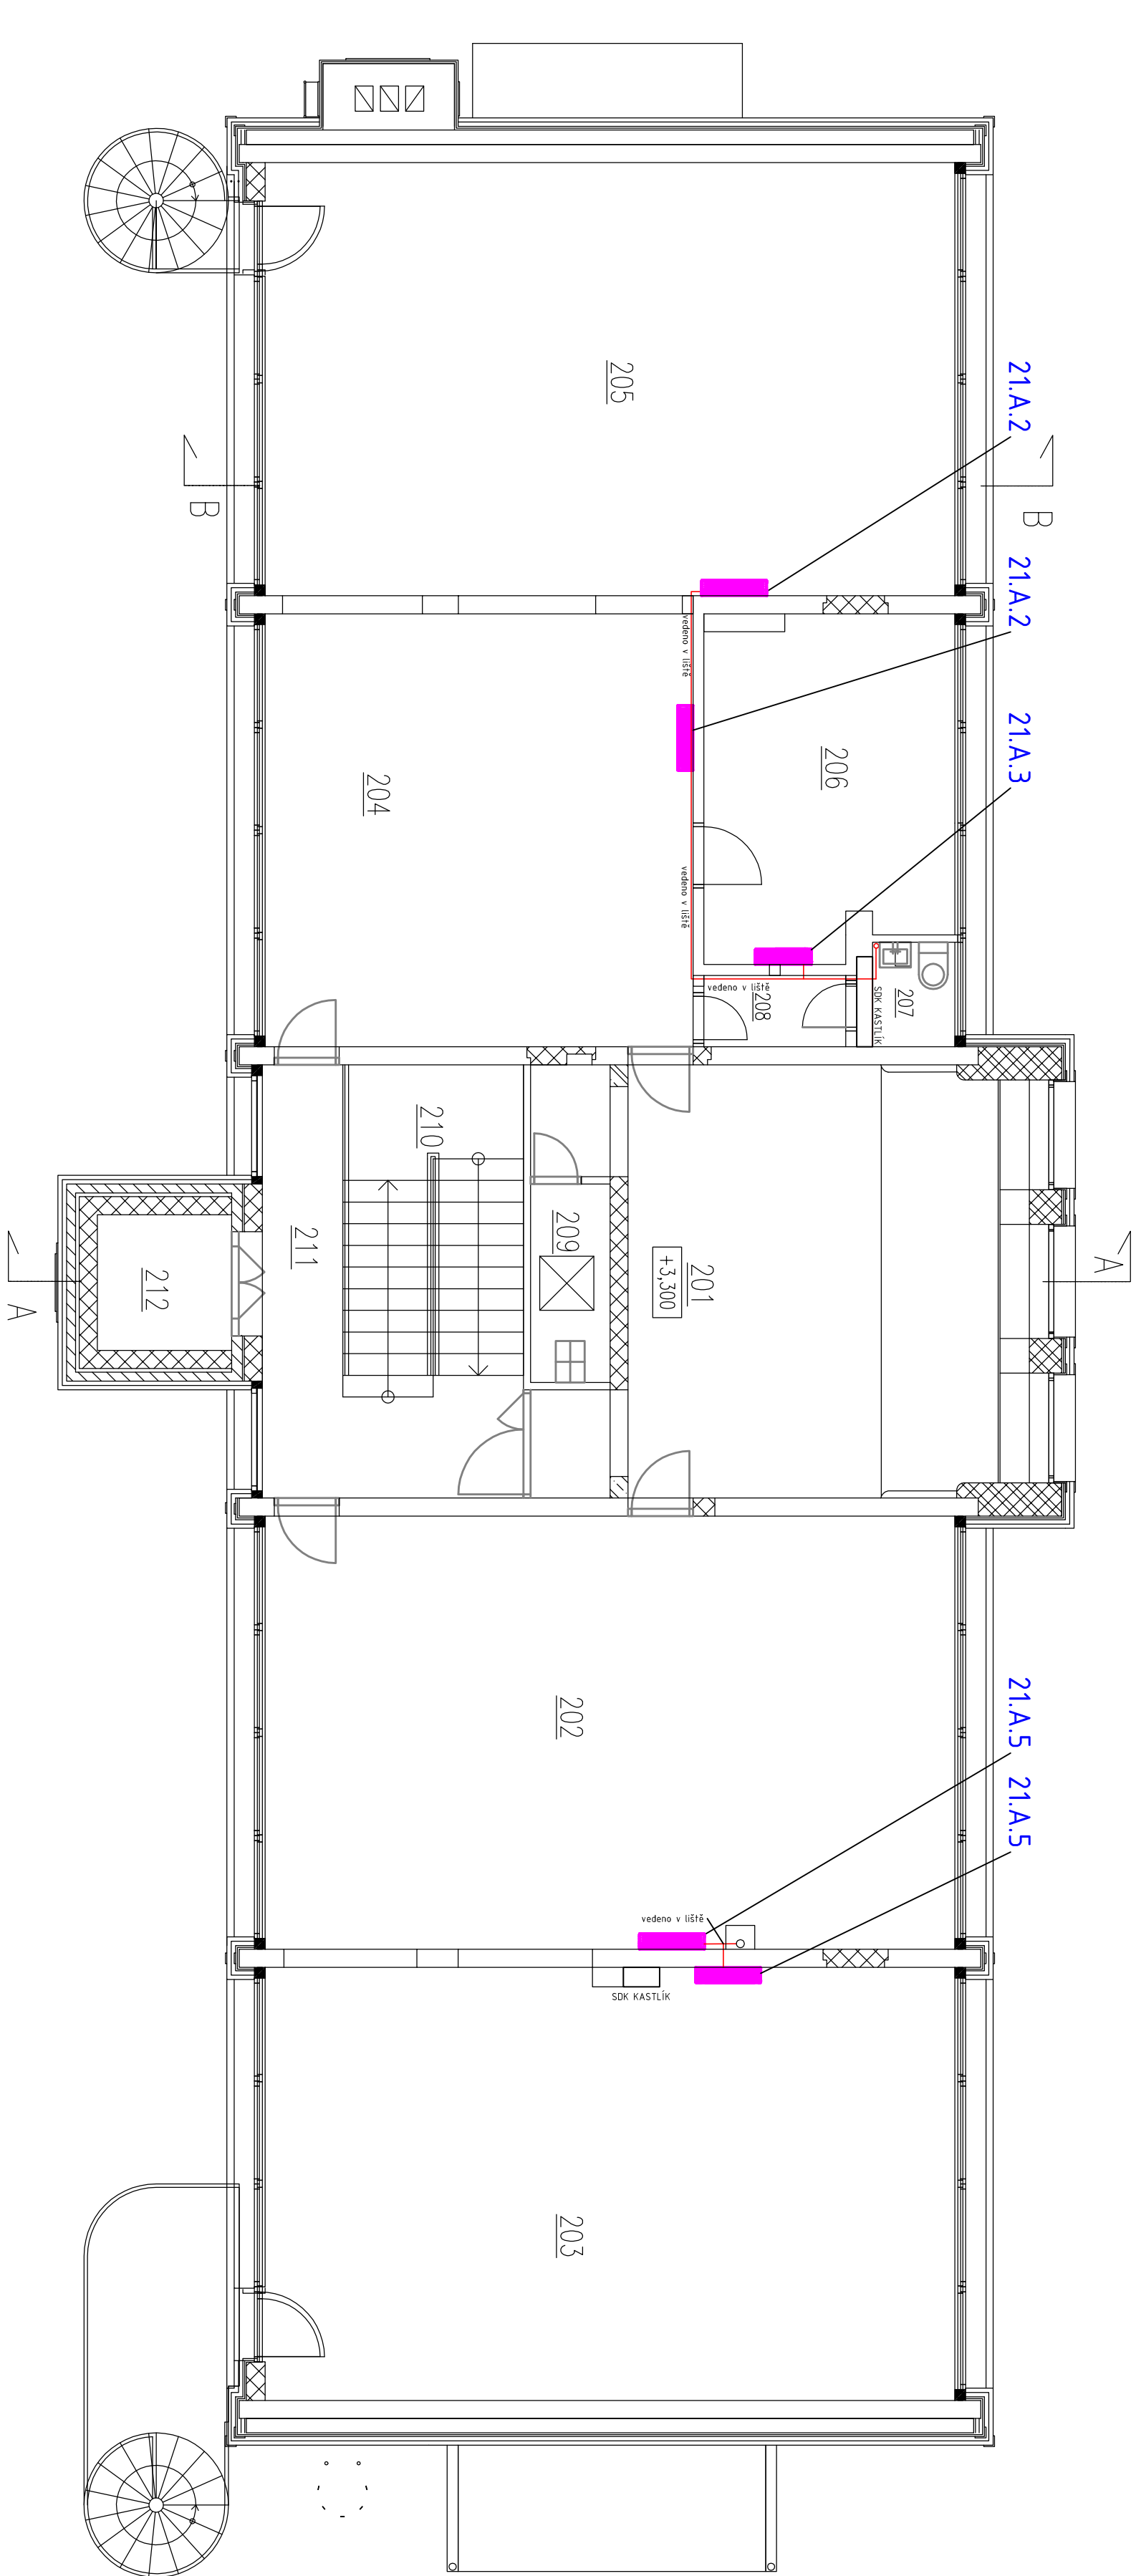 21.A.2
21.A.2
21.A.3
21.A.5
21.A.5
B
B
A
A
205
204
206
207
208
SDK KASTLÍK
vedeno v liště
vedeno v liště
vedeno v liště
201
+3,300
209
210
211
212
202
203
vedeno v liště
SDK KASTLÍK